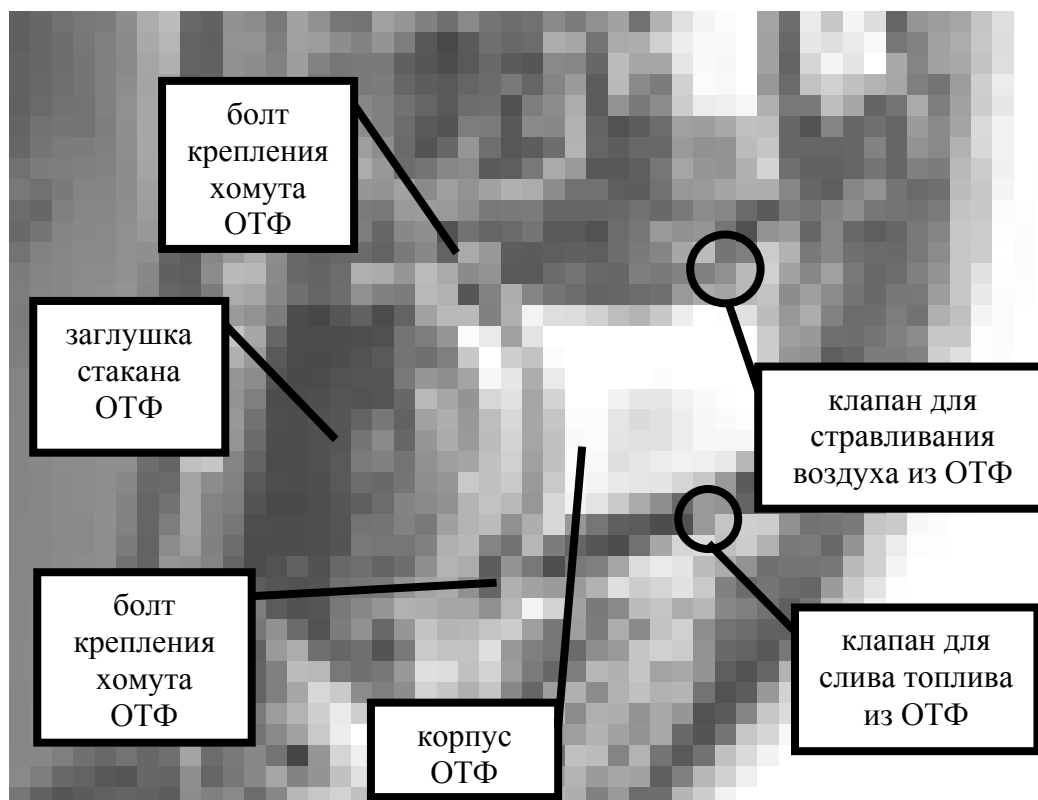 болт
крепления
хомута
ОТФ
заглушка
стакана
ОТФ
клапан для
стравливания
воздуха из ОТФ
болт
крепления
хомута
ОТФ
корпус
ОТФ
клапан для
слива топлива
из ОТФ